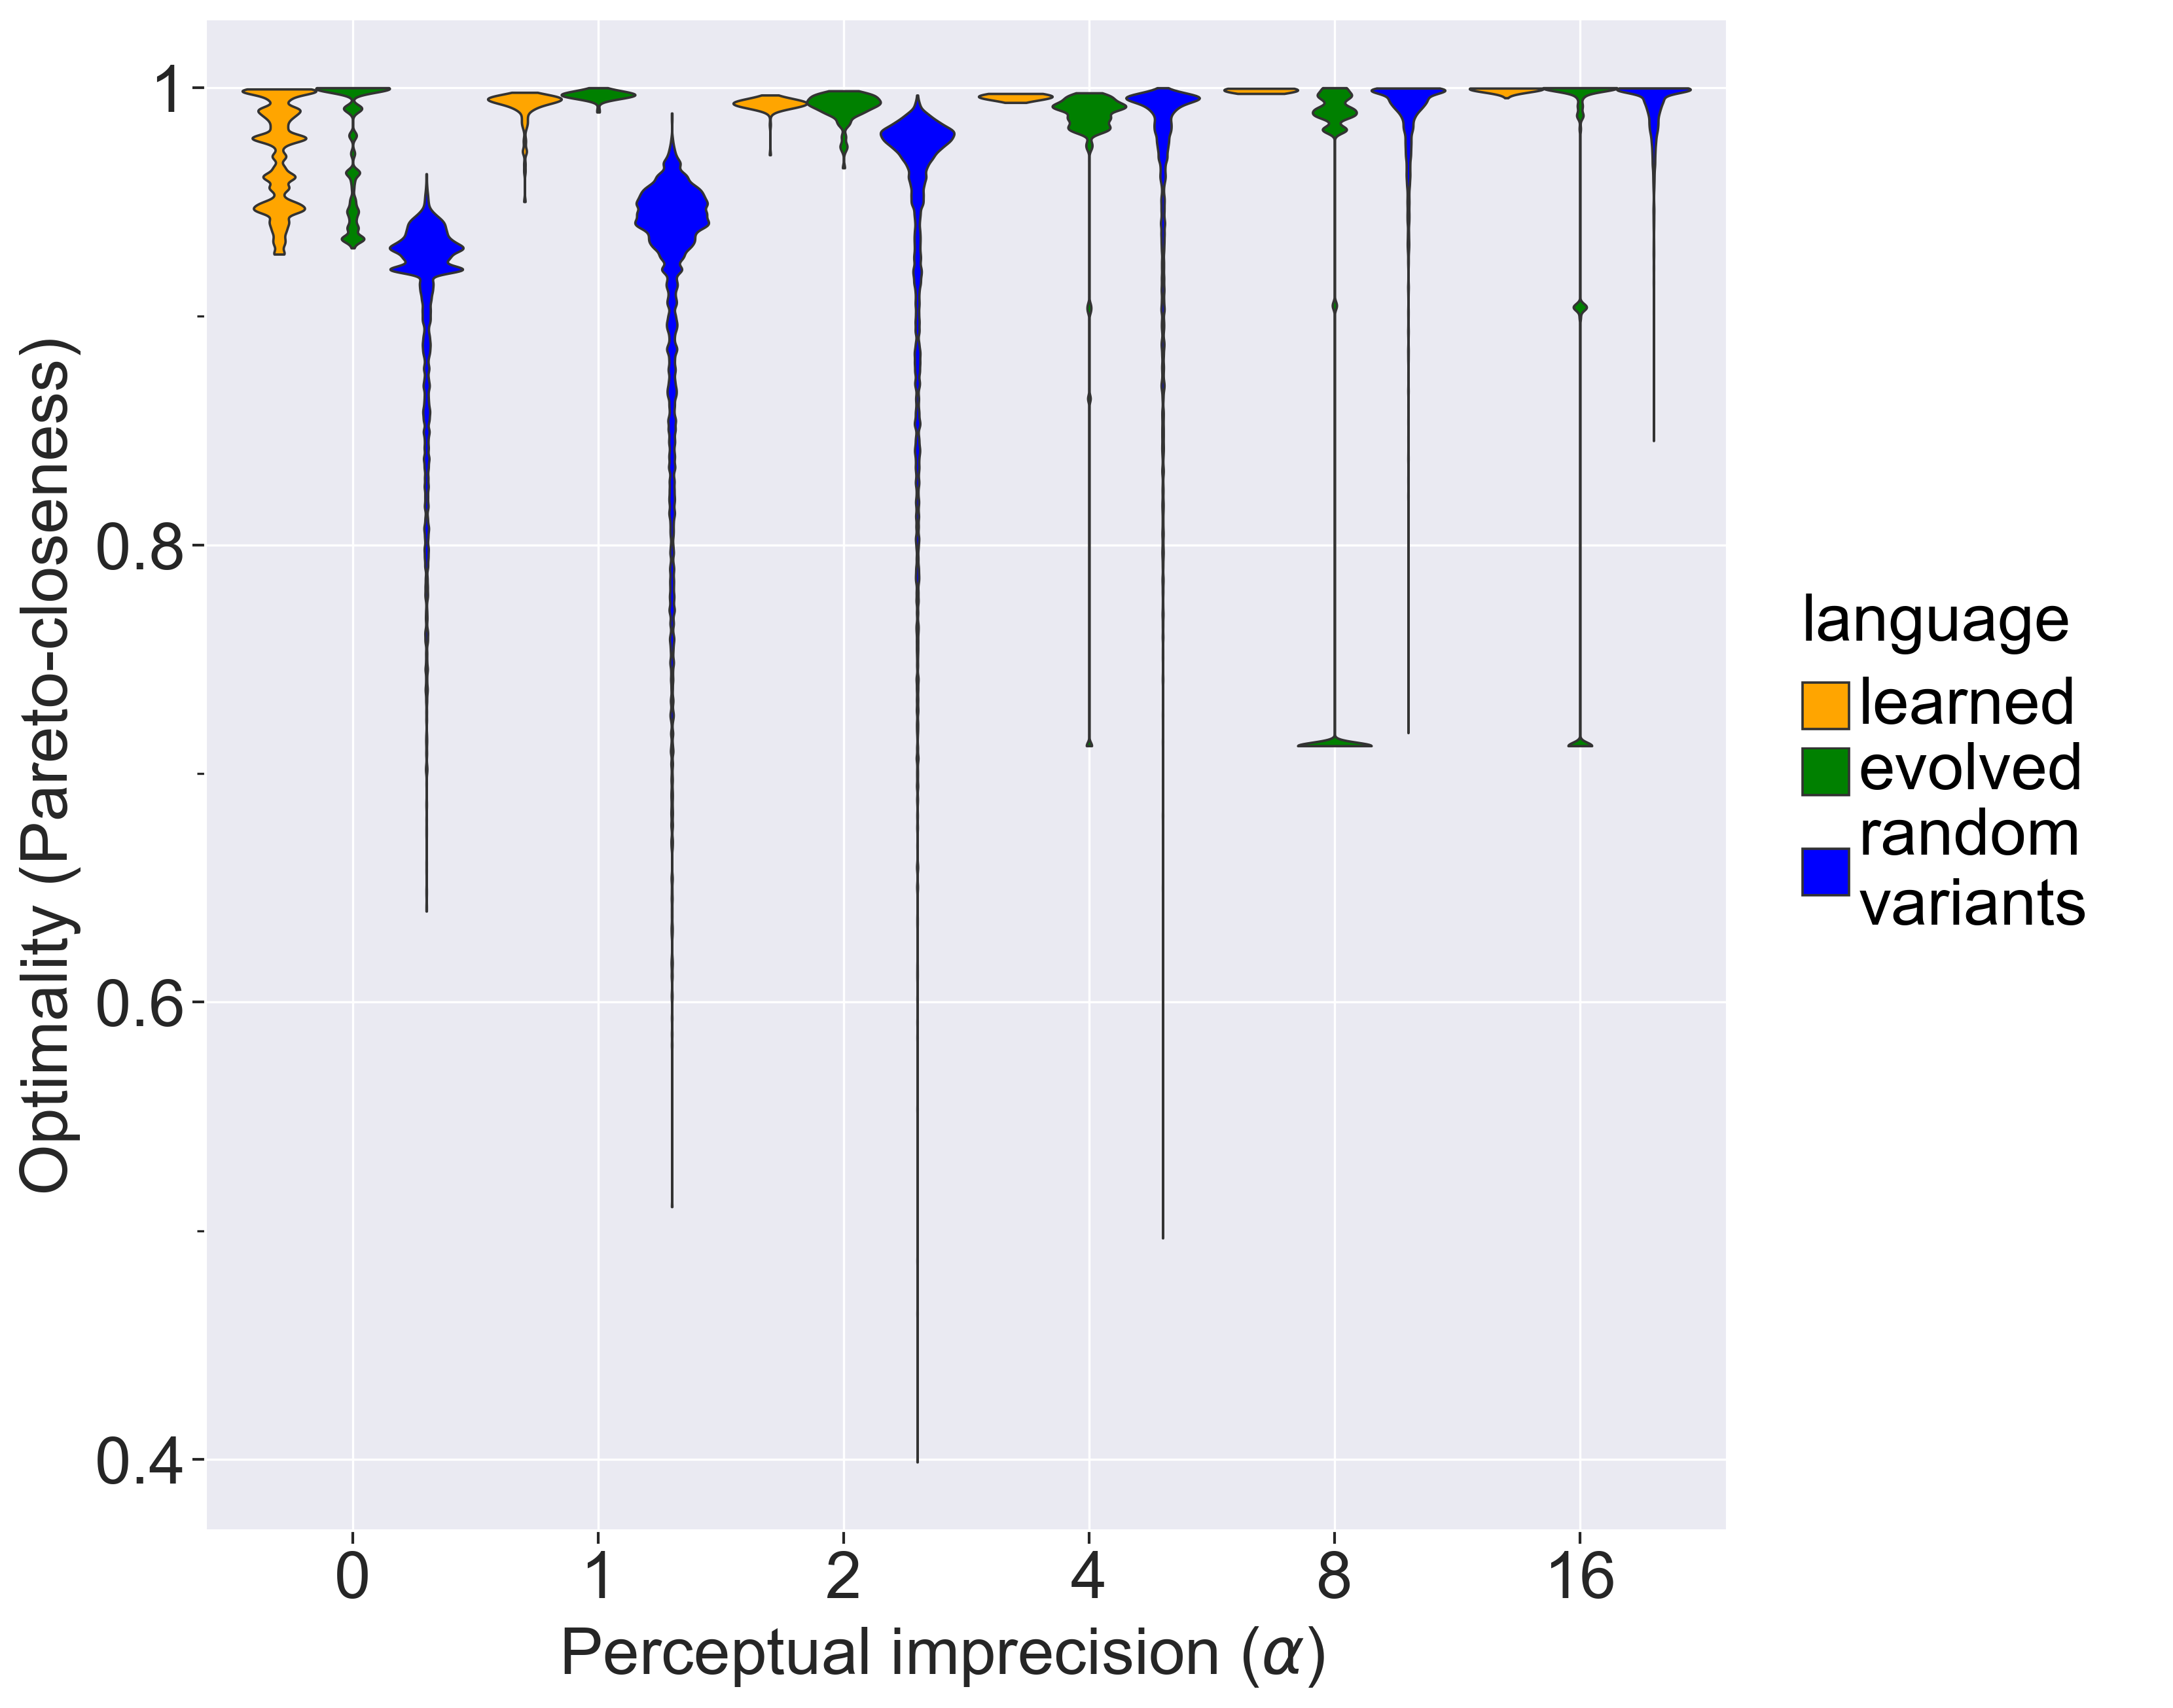 Optimality (Pareto-closeness)
1
0.8
0.6
0.4
0 1 2 4 8 16
Perceptual imprecision (α)
language
learned
evolved
random
variants